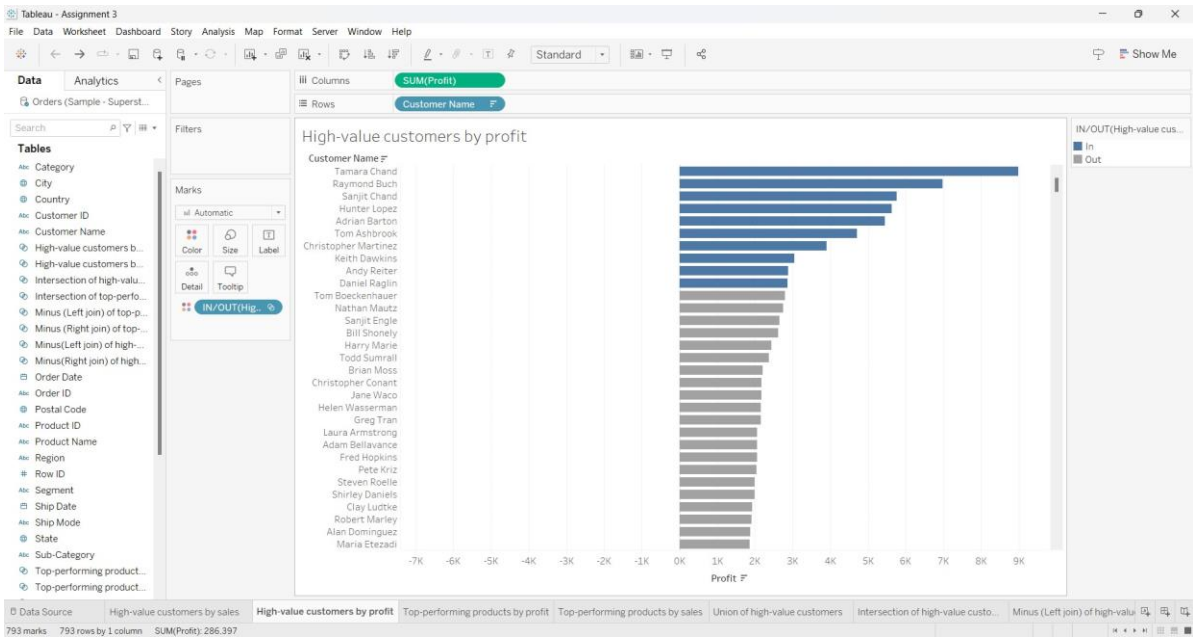 Tableau - Assignment 3
File Data Worksheet Dashboard Story Analysis Map Format Server Window Help
Standard
Show Me
Data Analytics
Pages
Columns
SUM(Profit)
Orders (Sample - Superst...
Rows
Customer Name
Search
Filters
Tables
Abc Category
City
Country
Abc Customer ID
Abc Customer Name
High-value customers b...
High-value customers b...
Intersection of high-valu...
Intersection of top-perfo...
Minus (Left join) of top-p...
Minus (Right join) of top-...
Minus(Left join) of high-...
Minus(Right join) of high...
Order Date
Abc Order ID
Postal Code
Abc Product ID
Abc Product Name
Abc Region
# Row ID
Abc Segment
Ship Date
Abc Ship Mode
State
Abc Sub-Category
Top-performing product...
Top-performing product...
Marks
Automatic
Color Size Label
Detail Tooltip
IN/OUT(Hig..
High-value customers by profit
Customer Name
Tamara Chand
Raymond Buch
Sanjit Chand
Hunter Lopez
Adrian Barton
Tom Ashbrook
Christopher Martinez
Keith Dawkins
Andy Reiter
Daniel Raglin
Tom Boeckenhauer
Nathan Mautz
Sanjit Engle
Bill Shonely
Harry Marie
Todd Sumrall
Brian Moss
Christopher Conant
Jane Waco
Helen Wasserman
Greg Tran
Laura Armstrong
Adam Bellavance
Fred Hopkins
Pete Kriz
Steven Roelle
Shirley Daniels
Clay Ludtke
Robert Marley
Alan Dominguez
Maria Etezadi
-7K -6K -5K -4K -3K -2K -1K 0K 1K 2K 3K 4K 5K 6K 7K 8K 9K
Profit
IN/OUT(High-value cus...
In
Out
Data Source High-value customers by sales High-value customers by profit Top-performing products by profit Top-performing products by sales Union of high-value customers Intersection of high-value custo... Minus (Left join) of high-valu
793 marks 793 rows by 1 column SUM(Profit): 286,397